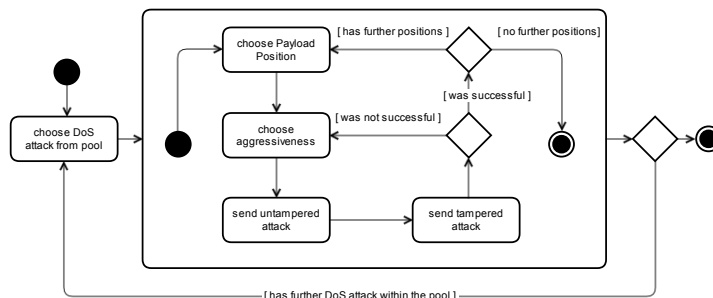 choose Payload
Position
[ has further positions ]
[ no further positions]
choose DoS
attack from pool
choose
aggressiveness
[ was not successful ]
[ was successful ]
send untampered
attack
send tampered
attack
[ has further DoS attack within the pool ]